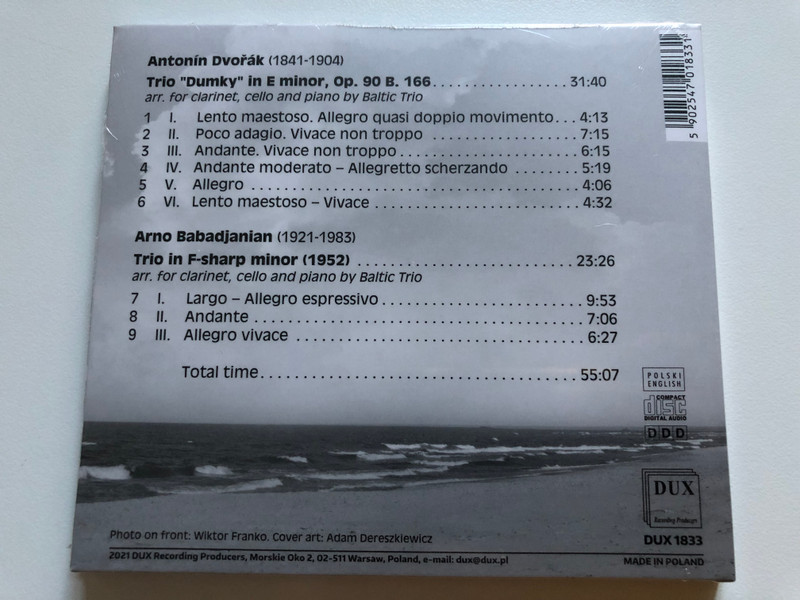 Antonín Dvořák (1841-1904)
Trio "Dumky" in E minor, Op. 90 B. 166 31:40
arr. for clarinet, cello and piano by Baltic Trio
1 I. Lento maestoso. Allegro quasi doppio movimento... 4:13
2 II. Poco adagio. Vivace non troppo 7:15
3 III. Andante. Vivace non troppo 6:15
4 IV. Andante moderato – Allegretto scherzando 5:19
5 V. Allegro 4:06
6 VI. Lento maestoso – Vivace 4:32
Arno Babadjanian (1921-1983)
Trio in F-sharp minor (1952) 23:26
arr. for clarinet, cello and piano by Baltic Trio
7 I. Largo – Allegro espressivo 9:53
8 II. Andante 7:06
9 III. Allegro vivace 6:27
Total time 55:07
5 902547 018331
POLSKI
ENGLISH
COMPACT
disc
DIGITAL AUDIO
DDD
DUX
Recording Producers
DUX 1833
Photo on front: Wiktor Franko. Cover art: Adam Dereszkiewicz
2021 DUX Recording Producers, Morskie Oko 2, 02-511 Warsaw, Poland, e-mail: dux@dux.pl
MADE IN POLAND